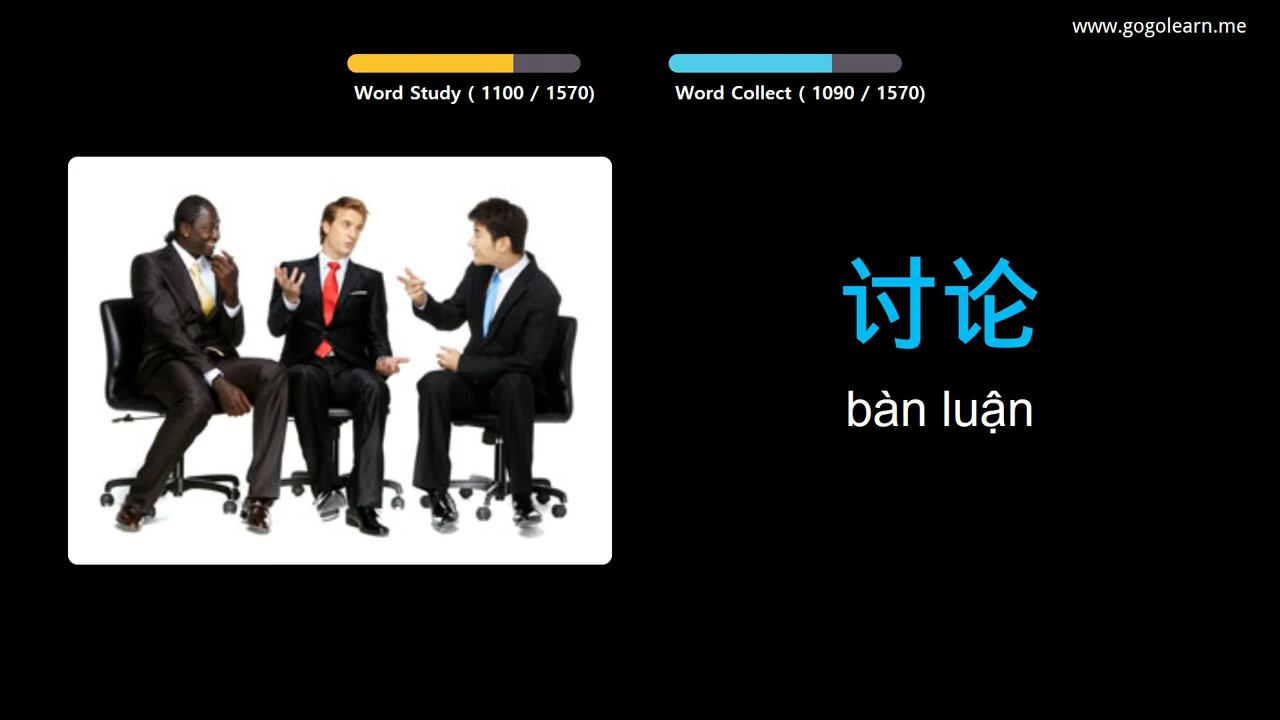 www.gogolearn.me
Word Study ( 1100 / 1570)
Word Collect ( 1090 / 1570)
讨论
bàn luận